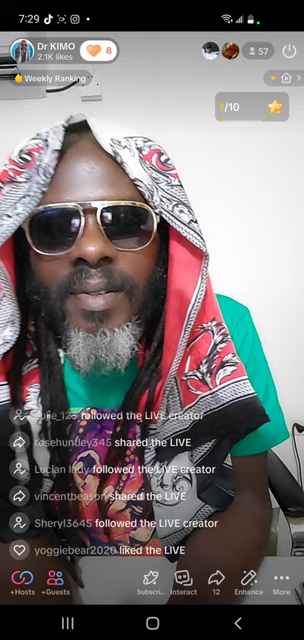 7:29
Dr KIMO
2.1K likes
8
57
Weekly Ranking
1/10
Julie_123 followed the LIVE creator
rosehuntley345 shared the LIVE
Lucian lady followed the LIVE creator
vincentbeason shared the LIVE
Sheryl3645 followed the LIVE creator
yoggiebear2020 liked the LIVE
+Hosts
+Guests
Subscri...
Interact
12
Enhance
More